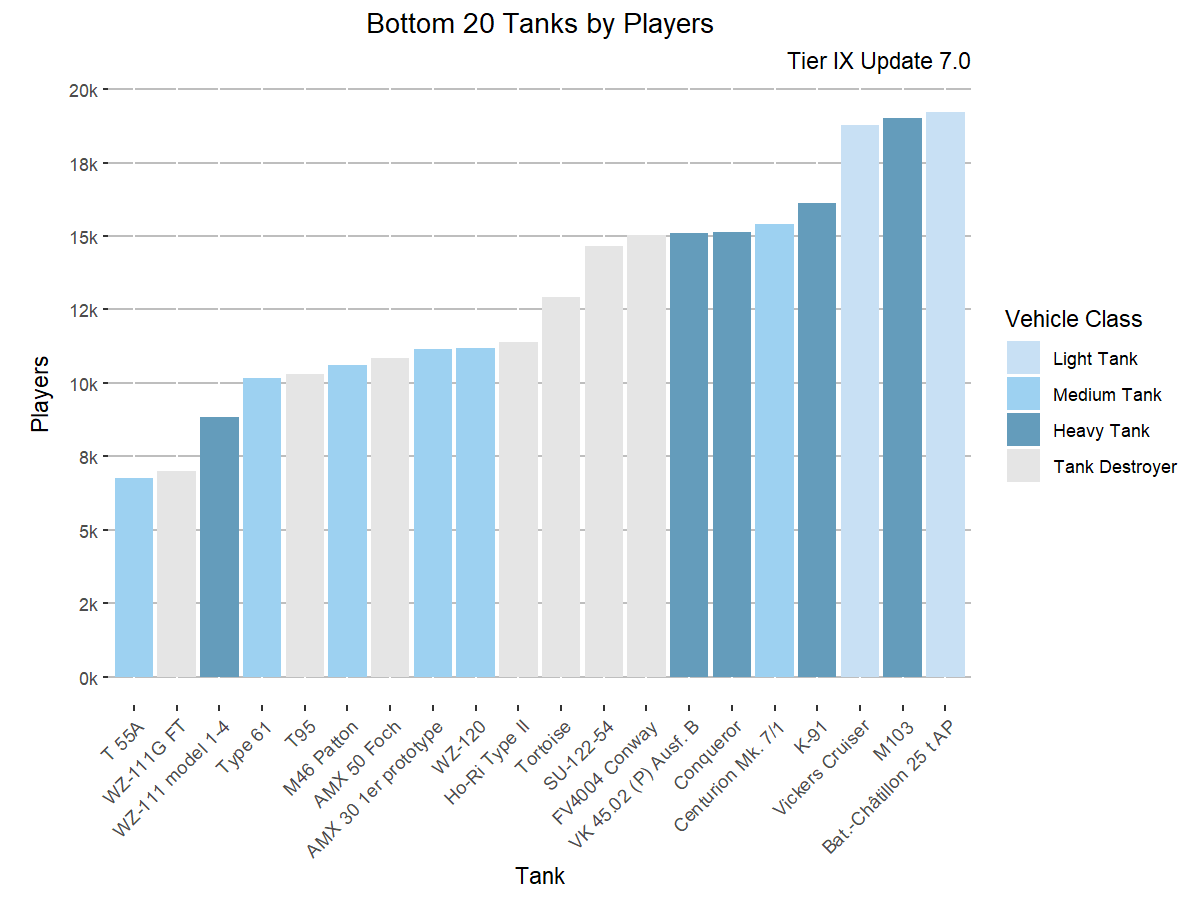 Bottom 20 Tanks by Players
Tier IX Update 7.0
20k
18k
15k
12k
10k
8k
5k
2k
0k
Players
T 55A
WZ-111G FT
WZ-111 model 1-4
Type 61
T95
M46 Patton
AMX 50 Foch
AMX 30 1er prototype
WZ-120
Ho-Ri Type II
Tortoise
SU-122-54
FV4004 Conway
VK 45.02 (P) Ausf. B
Conqueror
Centurion Mk. 7/1
K-91
Vickers Cruiser
M103
Bat.-Châtillon 25 t AP
Tank
Vehicle Class
Light Tank
Medium Tank
Heavy Tank
Tank Destroyer